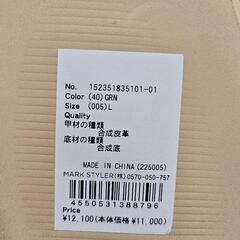 No. 152351835101-01
Color (40)GRN
Size (005)L
Quality
甲材の種類
合成皮革
底材の種類
合成底
MADE IN CHINA (225005)
MARK STYLER(株) 0570-050-757
4550531388796
Price
¥12,100(本体価格¥11,000)